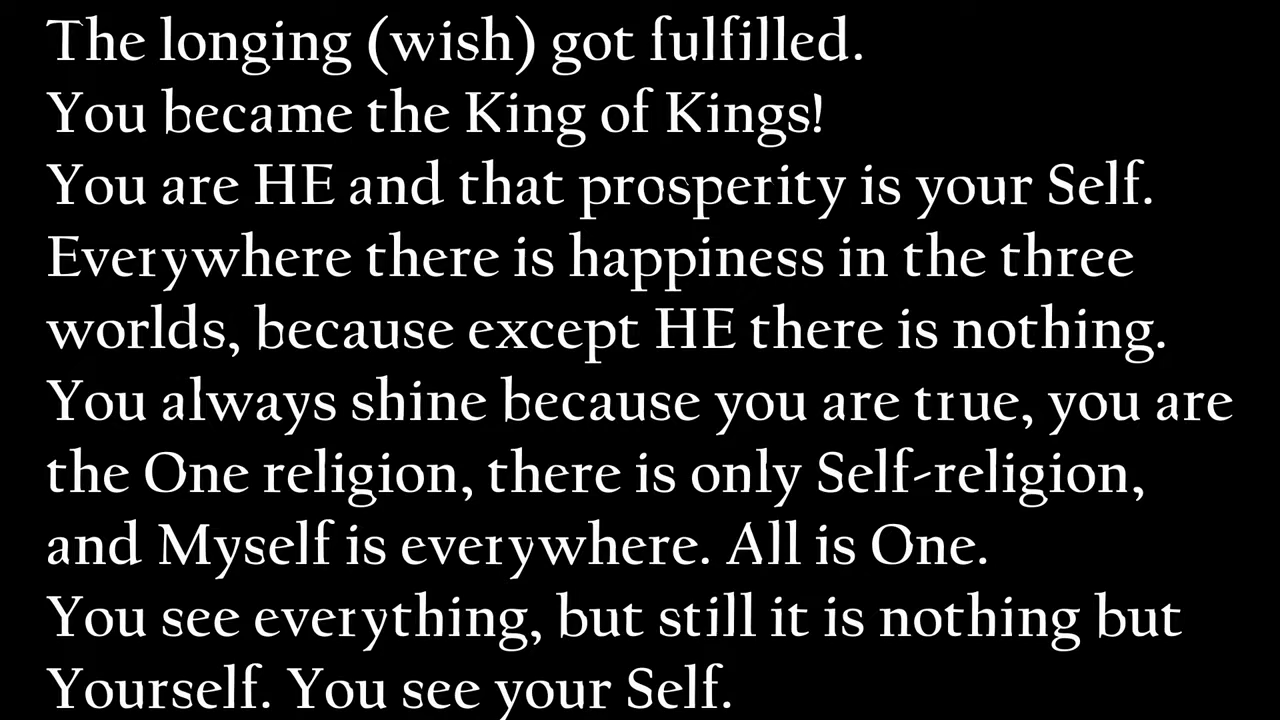 The longing (wish) got fulfilled.
You became the King of Kings!
You are HE and that prosperity is your Self.
Everywhere there is happiness in the three
worlds, because except HE there is nothing.
You always shine because you are true, you are
the One religion, there is only Self-religion,
and Myself is everywhere. All is One.
You see everything, but still it is nothing but
Yourself. You see your Self.